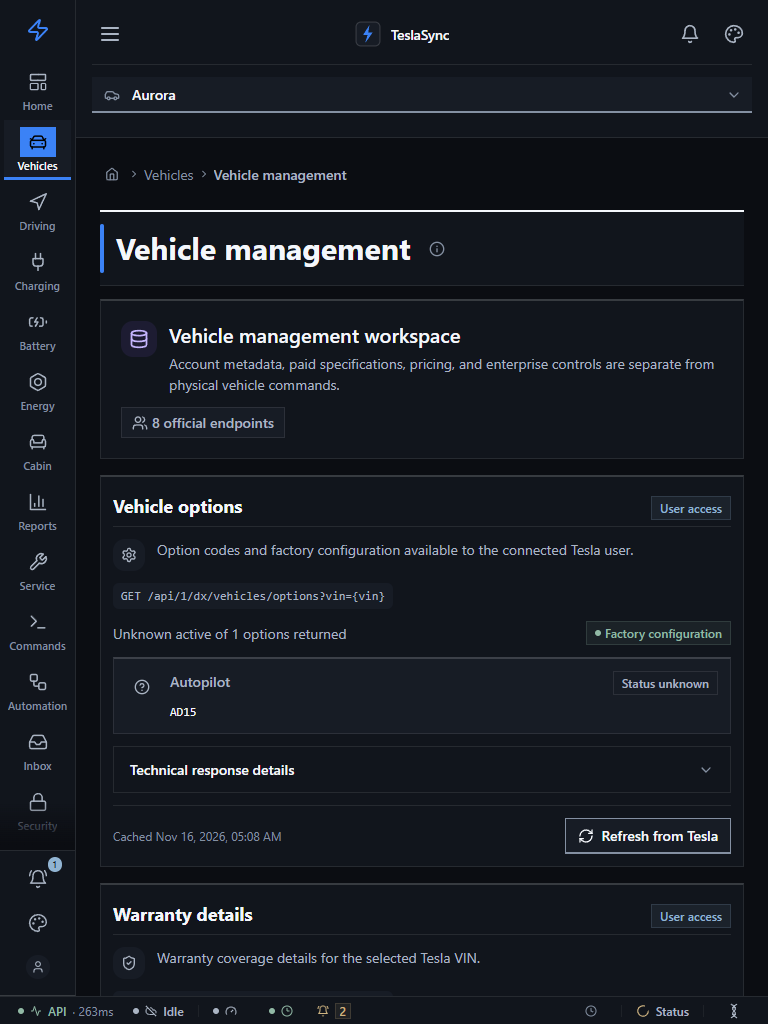 TeslaSync
Home
Vehicles
Driving
Charging
Battery
Energy
Cabin
Reports
Service
Commands
Automation
Inbox
Security
1
Aurora
Vehicles
Vehicle management
Vehicle management
Vehicle management workspace
Account metadata, paid specifications, pricing, and enterprise controls are separate from
physical vehicle commands.
8 official endpoints
Vehicle options
User access
Option codes and factory configuration available to the connected Tesla user.
GET /api/1/dx/vehicles/options?vin={vin}
Unknown active of 1 options returned
Factory configuration
Autopilot
Status unknown
AD15
Technical response details
Cached Nov 16, 2026, 05:08 AM
Refresh from Tesla
Warranty details
User access
Warranty coverage details for the selected Tesla VIN.
API · 263ms
Idle
2
Status